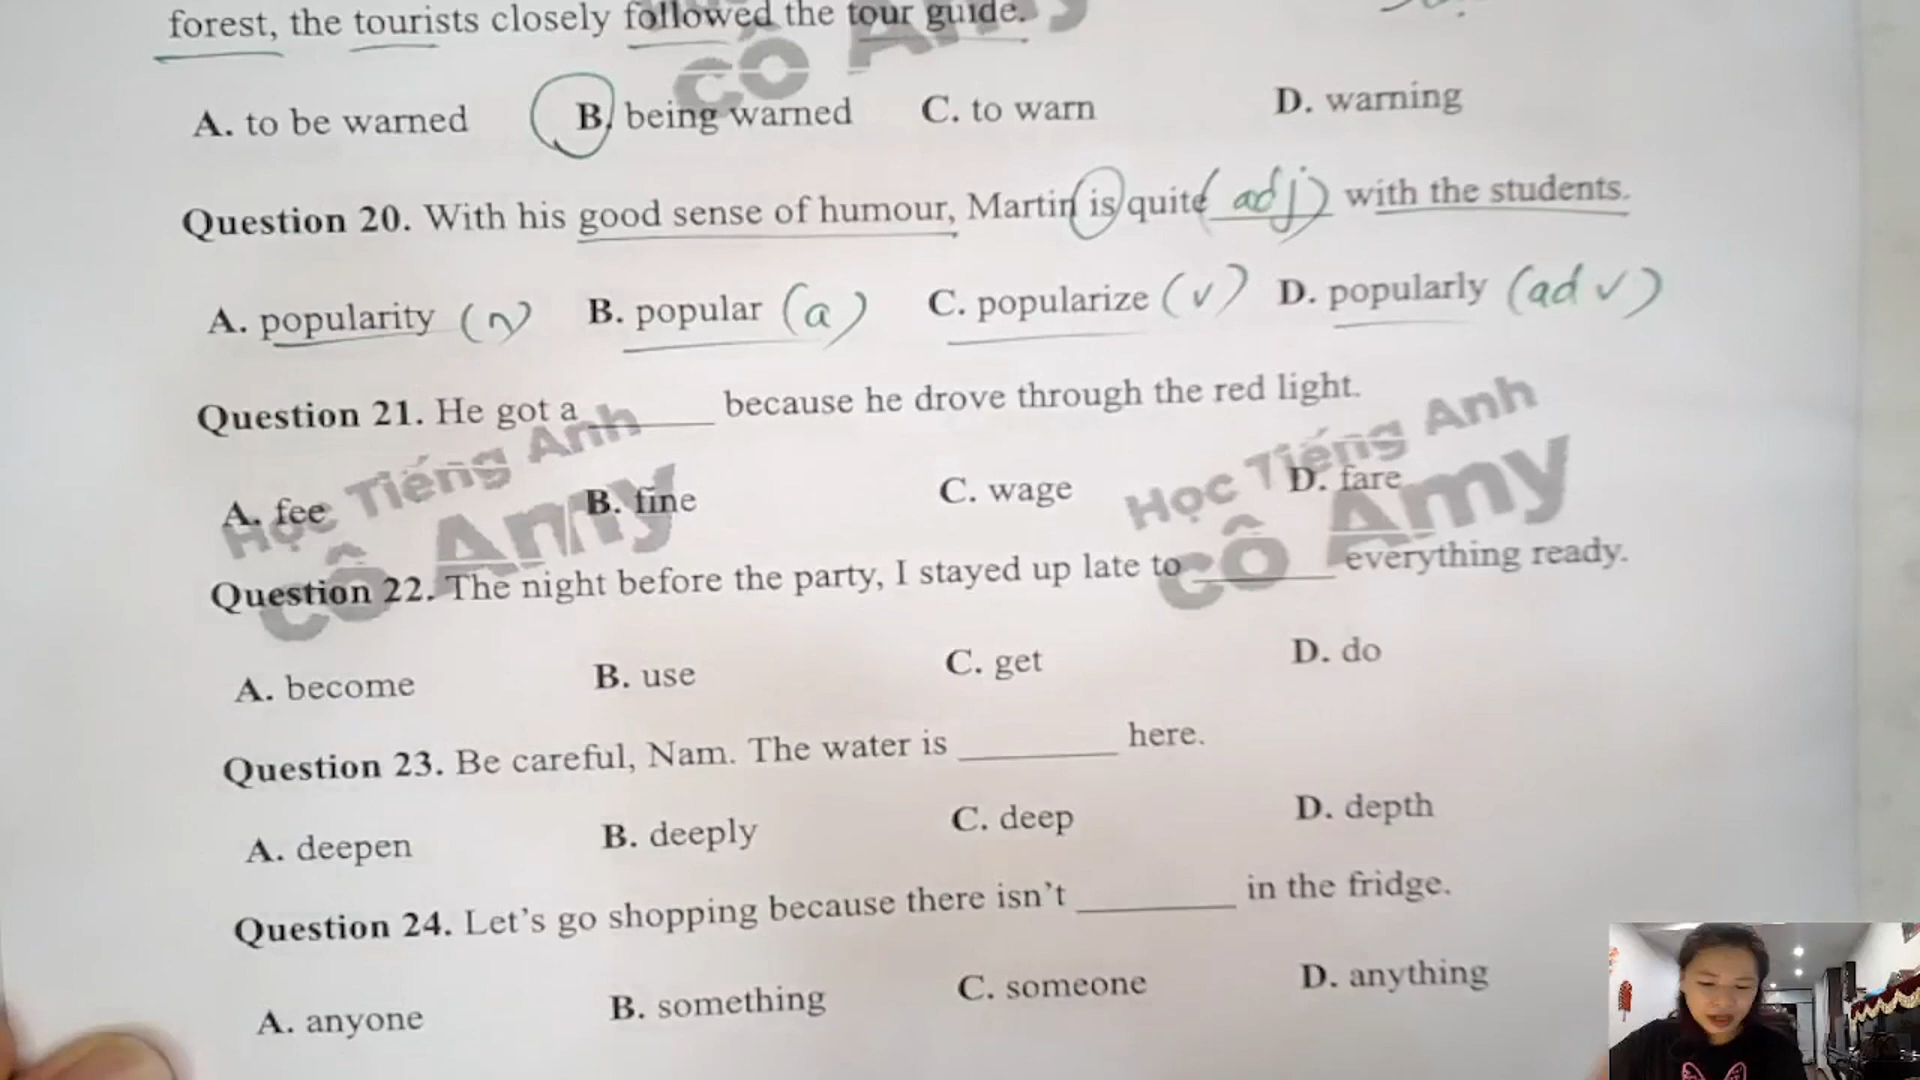 forest, the tourists closely followed the tour guide.
A. to be warned B. being warned C. to warn D. warning
Question 20. With his good sense of humour, Martin is quite (adj) with the students.
A. popularity (n) B. popular (a) C. popularize (v) D. popularly (adv)
Question 21. He got a ______ because he drove through the red light.
A. fee B. fine C. wage D. fare
Question 22. The night before the party, I stayed up late to ______ everything ready.
A. become B. use C. get D. do
Question 23. Be careful, Nam. The water is ______ here.
A. deepen B. deeply C. deep D. depth
Question 24. Let's go shopping because there isn't ______ in the fridge.
A. anyone B. something C. someone D. anything
cô Amy
Học Tiếng Anh
cô Amy
Học Tiếng Anh
cô Amy